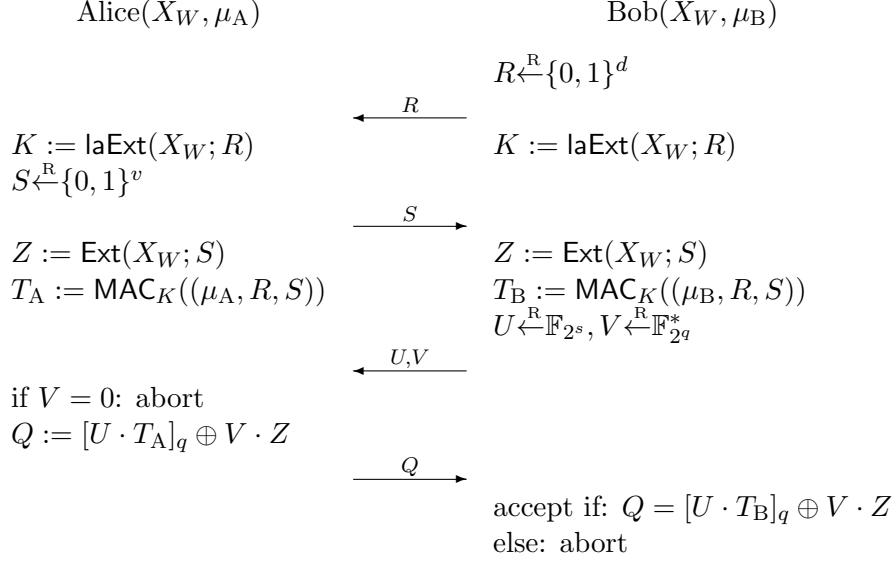 Alice(X_W, μ_A) Bob(X_W, μ_B)
R ←^R {0, 1}^d
R
K := laExt(X_W; R) K := laExt(X_W; R)
S ←^R {0, 1}^v
S
Z := Ext(X_W; S) Z := Ext(X_W; S)
T_A := MAC_K((μ_A, R, S)) T_B := MAC_K((μ_B, R, S))
U ←^R 𝔽_{2^s}, V ←^R 𝔽*_{2^q}
U,V
if V = 0: abort
Q := [U · T_A]_q ⊕ V · Z
Q
accept if: Q = [U · T_B]_q ⊕ V · Z
else: abort